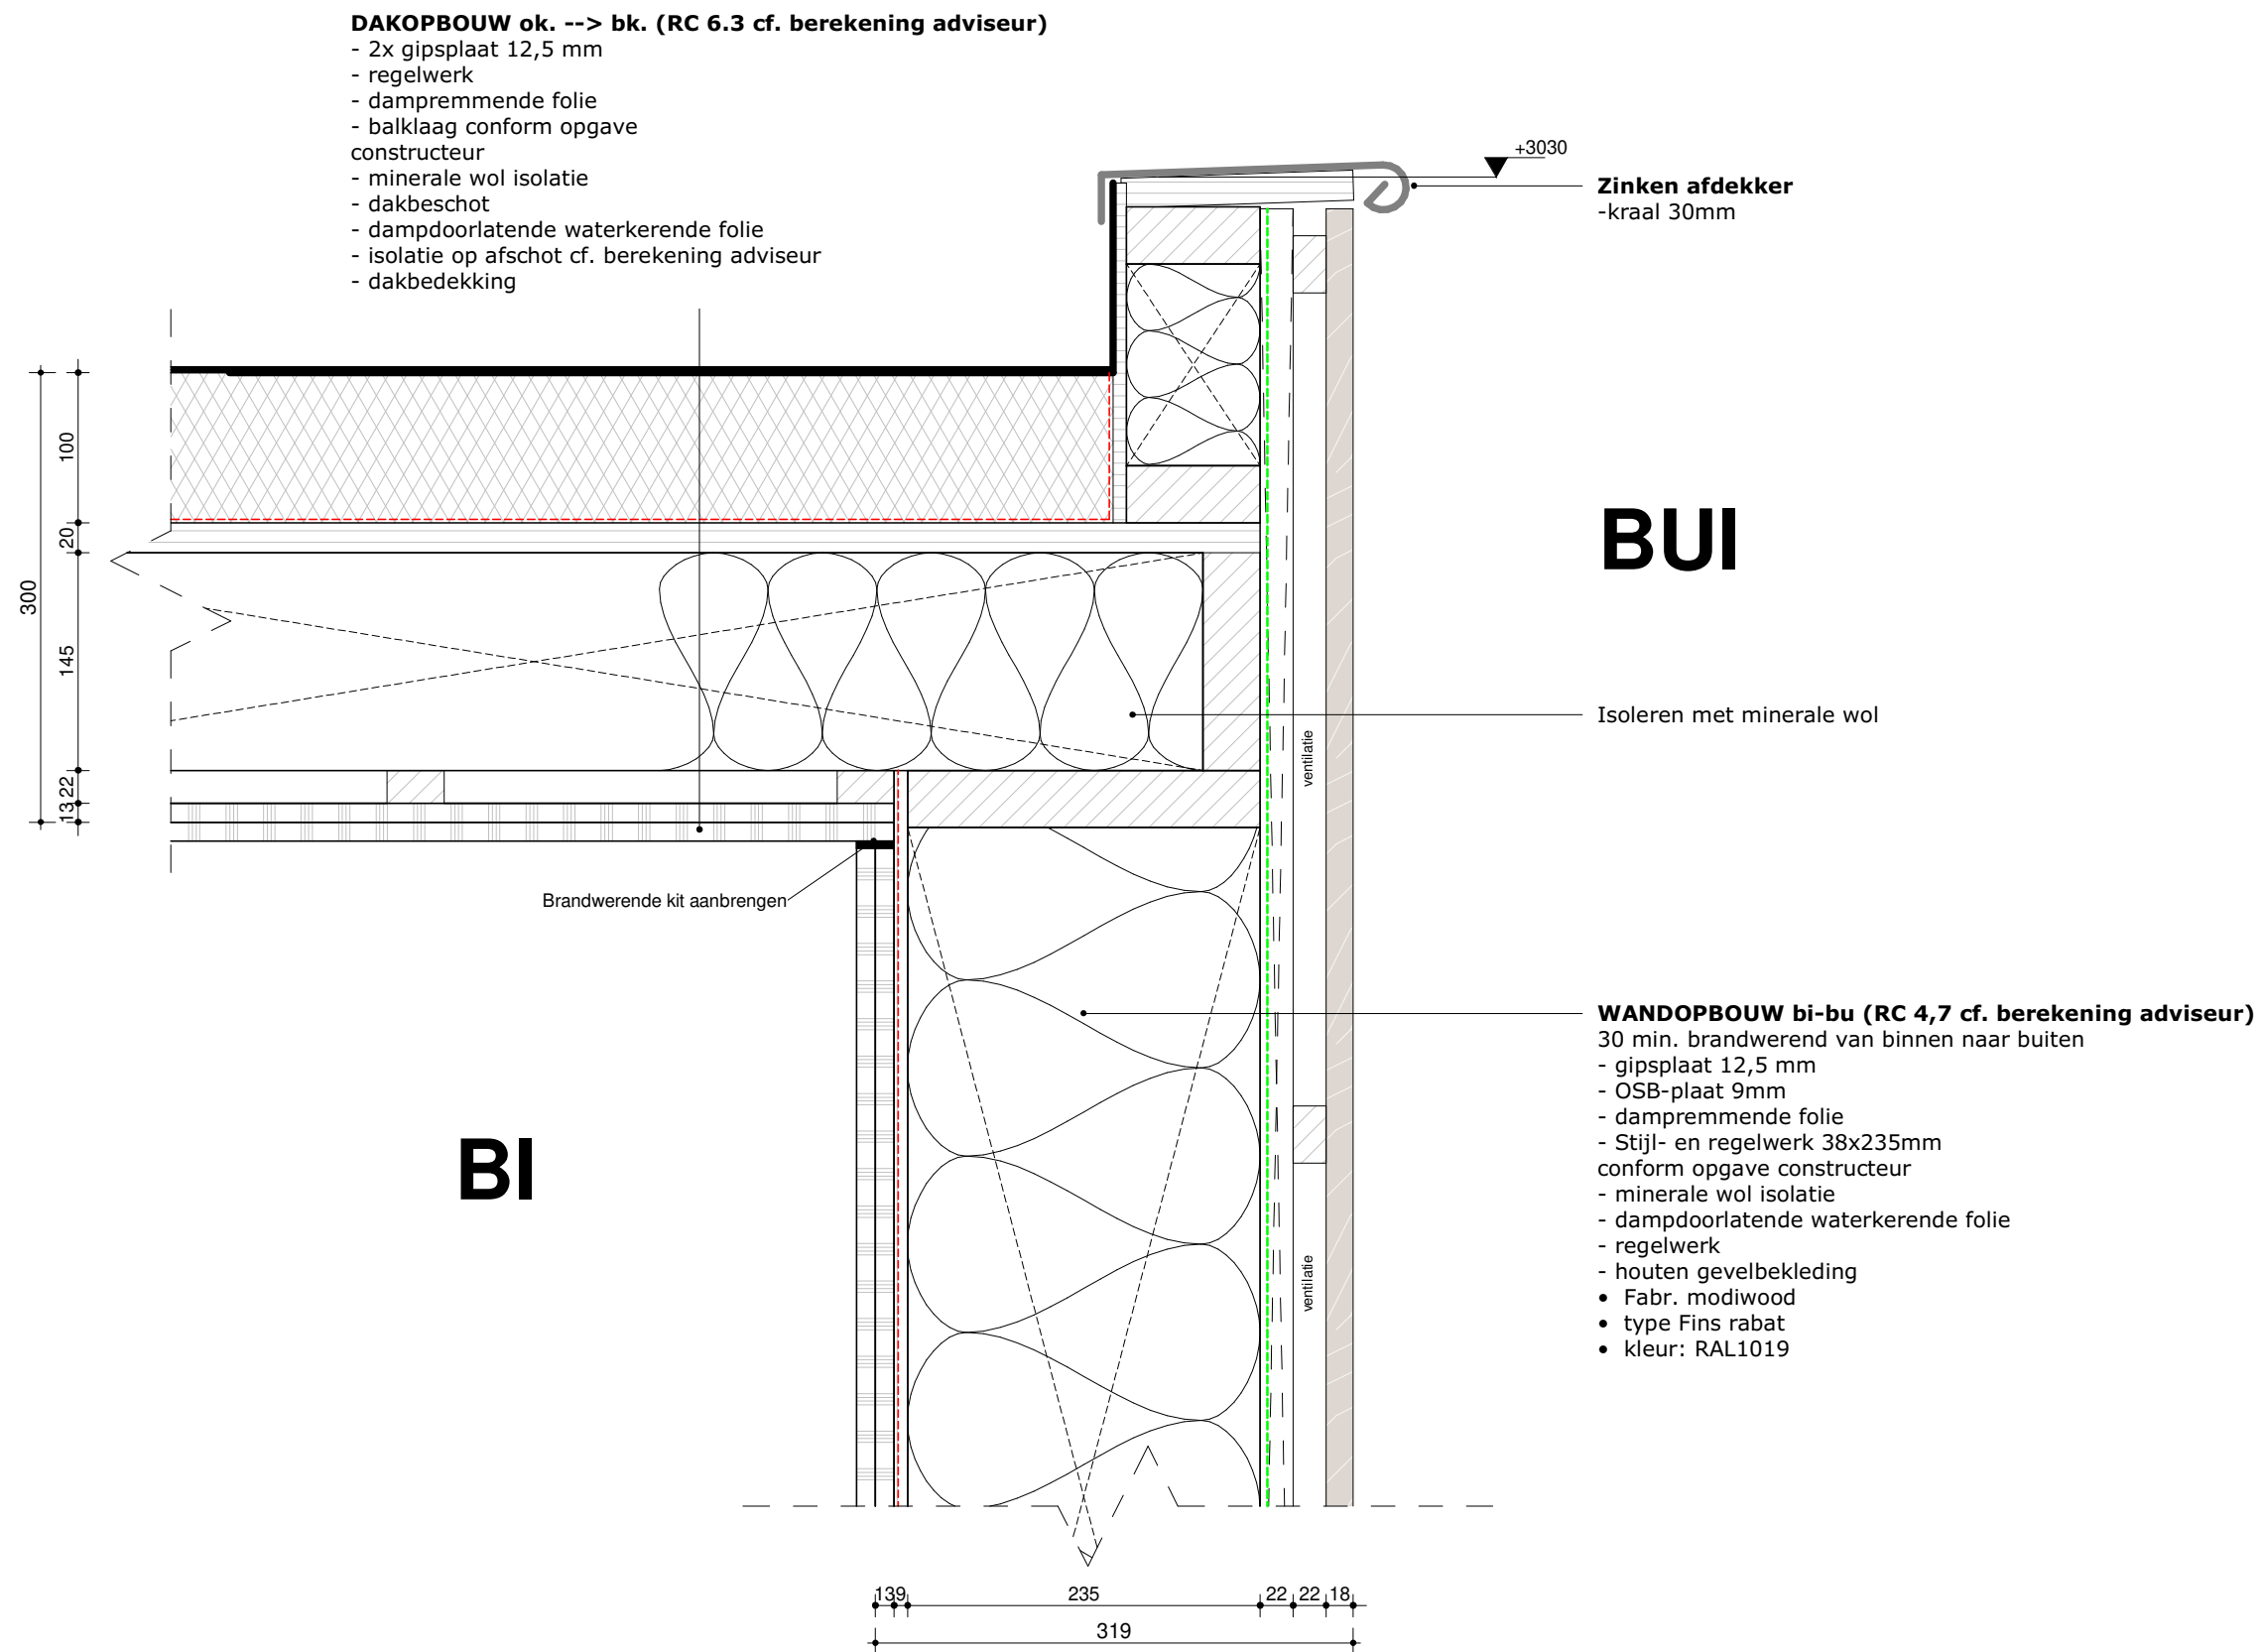 DAKOPBOUW ok. --> bk. (RC 6.3 cf. berekening adviseur)
- 2x gipsplaat 12,5 mm
- regelwerk
- dampremmende folie
- balklaag conform opgave
constructeur
- minerale wol isolatie
- dakbeschot
- dampdoorlatende waterkerende folie
- isolatie op afschot cf. berekening adviseur
- dakbedekking
+3030
Zinken afdekker
-kraal 30mm
BUI
300
100
20
145
22
13
Isoleren met minerale wol
ventilatie
Brandwerende kit aanbrengen
BI
WANDOPBOUW bi-bu (RC 4,7 cf. berekening adviseur)
30 min. brandwerend van binnen naar buiten
- gipsplaat 12,5 mm
- OSB-plaat 9mm
- dampremmende folie
- Stijl- en regelwerk 38x235mm
conform opgave constructeur
- minerale wol isolatie
- dampdoorlatende waterkerende folie
- regelwerk
- houten gevelbekleding
• Fabr. modiwood
• type Fins rabat
• kleur: RAL1019
ventilatie
13 9 235 22 22 18
319